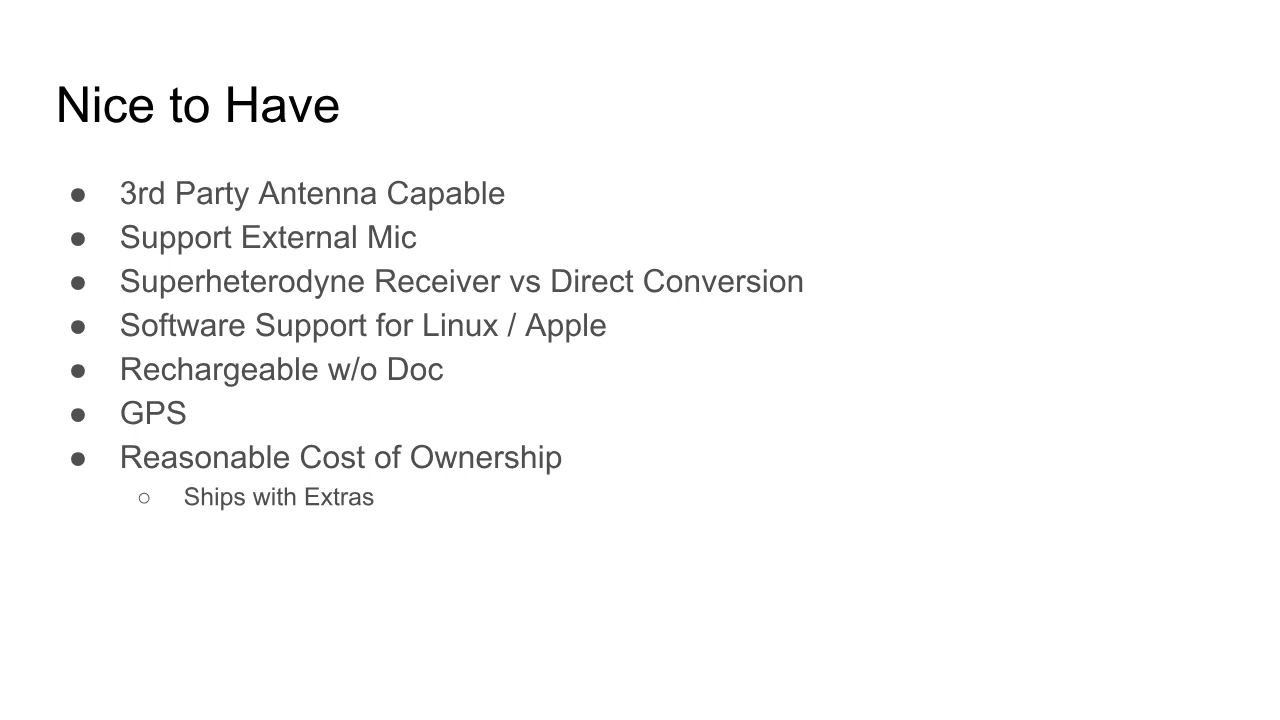 Nice to Have
● 3rd Party Antenna Capable
● Support External Mic
● Superheterodyne Receiver vs Direct Conversion
● Software Support for Linux / Apple
● Rechargeable w/o Doc
● GPS
● Reasonable Cost of Ownership
○ Ships with Extras